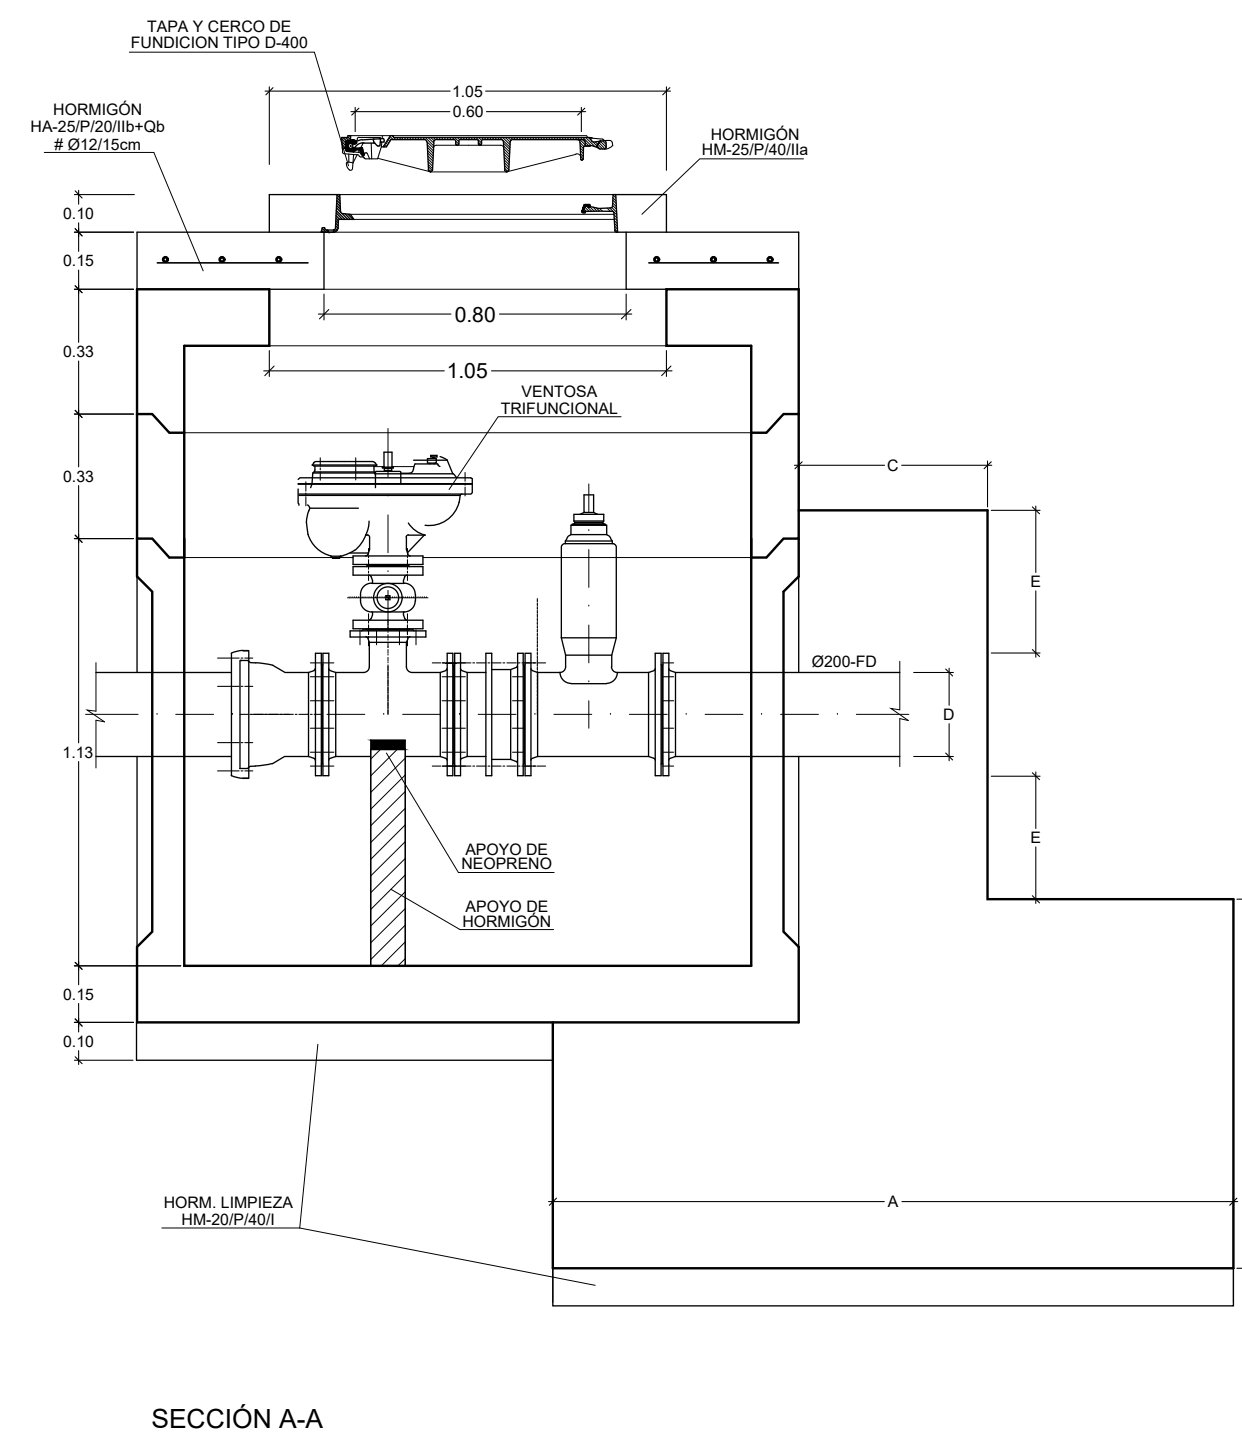 TAPA Y CERCO DE
FUNDICION TIPO D-400
1.05
0.60
HORMIGÓN
HA-25/P/20/IIb+Qb
# Ø12/15cm
HORMIGÓN
HM-25/P/40/IIa
0.10
0.15
0.80
0.33
1.05
VENTOSA
TRIFUNCIONAL
0.33
C
E
Ø200-FD
D
1.13
E
APOYO DE
NEOPRENO
APOYO DE
HORMIGÓN
0.15
0.10
HORM. LIMPIEZA
HM-20/P/40/I
A
SECCIÓN A-A